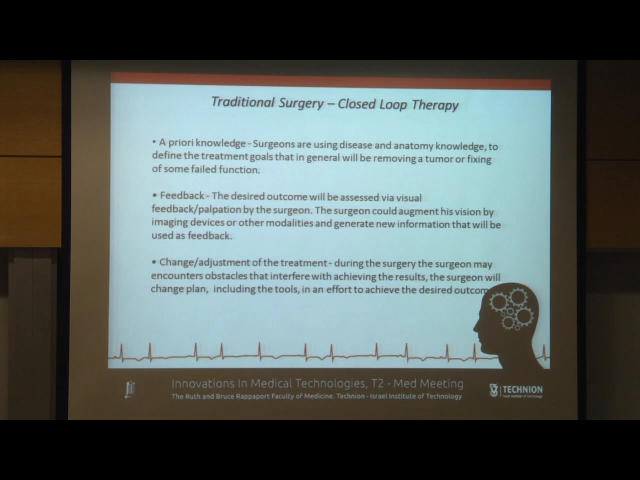 Traditional Surgery – Closed Loop Therapy
• A priori knowledge - Surgeons are using disease and anatomy knowledge, to
define the treatment goals that in general will be removing a tumor or fixing
of some failed function.
• Feedback - The desired outcome will be assessed via visual
feedback/palpation by the surgeon. The surgeon could augment his vision by
imaging devices or other modalities and generate new information that will be
used as feedback.
• Change/adjustment of the treatment - during the surgery the surgeon may
encounters obstacles that interfere with achieving the results, the surgeon will
change plan, including the tools, in an effort to achieve the desired outcom
Innovations In Medical Technologies, T2 - Med Meeting
The Ruth and Bruce Rappaport Faculty of Medicine, Technion - Israel Institute of Technology
TECHNION
Israel Institute of Technology